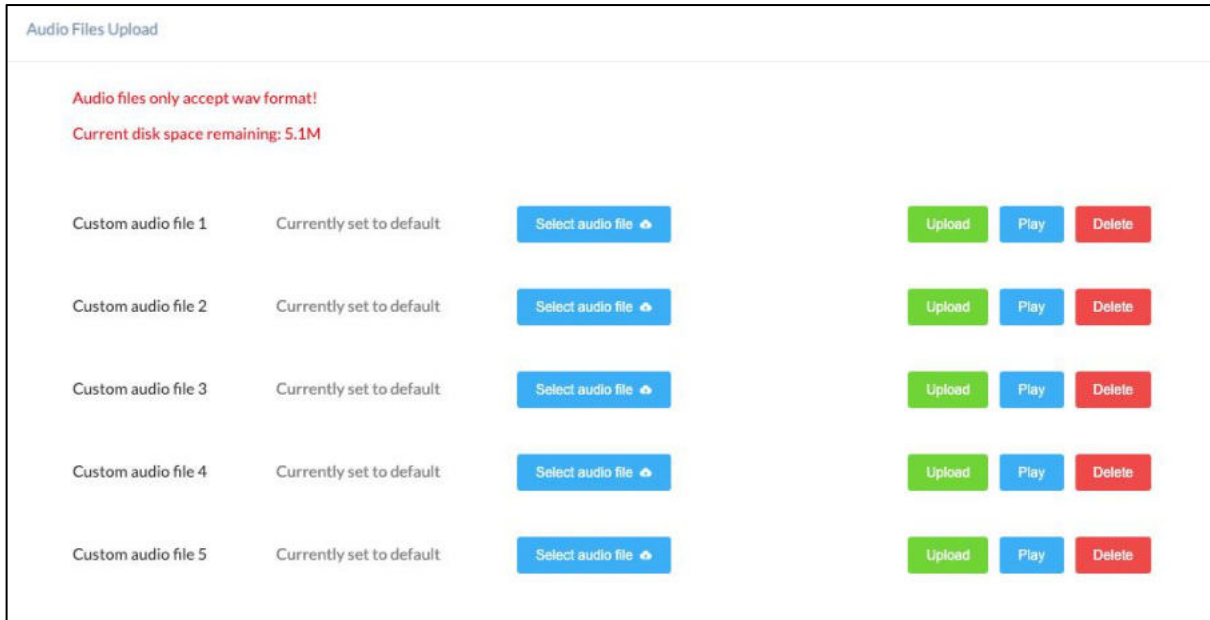 Audio Files Upload
Audio files only accept wav format!
Current disk space remaining: 5.1M
Custom audio file 1 Currently set to default Select audio file Upload Play Delete
Custom audio file 2 Currently set to default Select audio file Upload Play Delete
Custom audio file 3 Currently set to default Select audio file Upload Play Delete
Custom audio file 4 Currently set to default Select audio file Upload Play Delete
Custom audio file 5 Currently set to default Select audio file Upload Play Delete